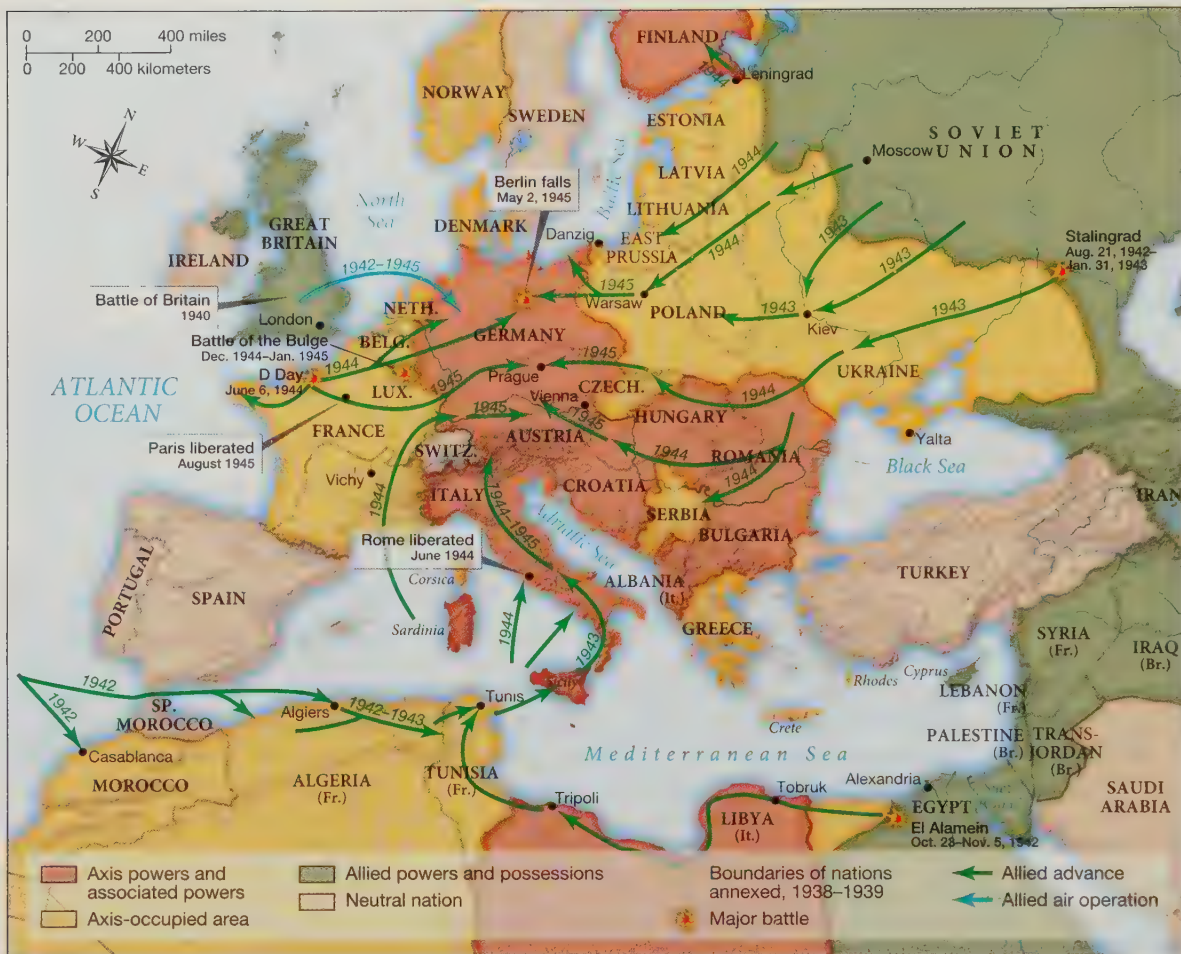 0 200 400 miles
0 200 400 kilometers
N
W
E
S
FINLAND
1944
Leningrad
NORWAY
SWEDEN
ESTONIA
SOVIET
UNION
Moscow
1944
LATVIA
Baltic Sea
LITHUANIA
Berlin falls
May 2, 1945
North
Sea
DENMARK
Danzig
EAST
PRUSSIA
1944
1943
1943
Stalingrad
Aug. 21, 1942–
Jan. 31, 1943
GREAT
BRITAIN
IRELAND
1942–1945
Battle of Britain
1940
London
NETH.
1945
Warsaw
POLAND
1943
Kiev
1943
GERMANY
BELG.
Battle of the Bulge
Dec. 1944–Jan. 1945
1944
D Day
June 6, 1944
LUX.
1945
Prague
1945
CZECH.
UKRAINE
ATLANTIC
OCEAN
Vienna
1944
HUNGARY
1945
1945
FRANCE
AUSTRIA
Yalta
Paris liberated
August 1945
SWITZ.
ROMANIA
1944
Black Sea
Vichy
1944
CROATIA
1944
ITALY
1944–1945
SERBIA
IRAN
Adriatic Sea
BULGARIA
Rome liberated
June 1944
Corsica
ALBANIA
(It.)
TURKEY
PORTUGAL
SPAIN
Sardinia
1944
1943
GREECE
SYRIA
(Fr.)
IRAQ
(Br.)
Sicily
Rhodes
Cyprus
LEBANON
(Fr.)
1942
1942
SP.
MOROCCO
Algiers
1942–1943
Tunis
Crete
PALESTINE
(Br.)
TRANS-
JORDAN
(Br.)
Casablanca
Mediterranean Sea
MOROCCO
ALGERIA
(Fr.)
TUNISIA
(Fr.)
Tripoli
Tobruk
Alexandria
SAUDI
ARABIA
LIBYA
(It.)
EGYPT
El Alamein
Oct. 23–Nov. 5, 1942
Axis powers and
associated powers
Axis-occupied area
Allied powers and possessions
Neutral nation
Boundaries of nations
annexed, 1938–1939
Major battle
Allied advance
Allied air operation